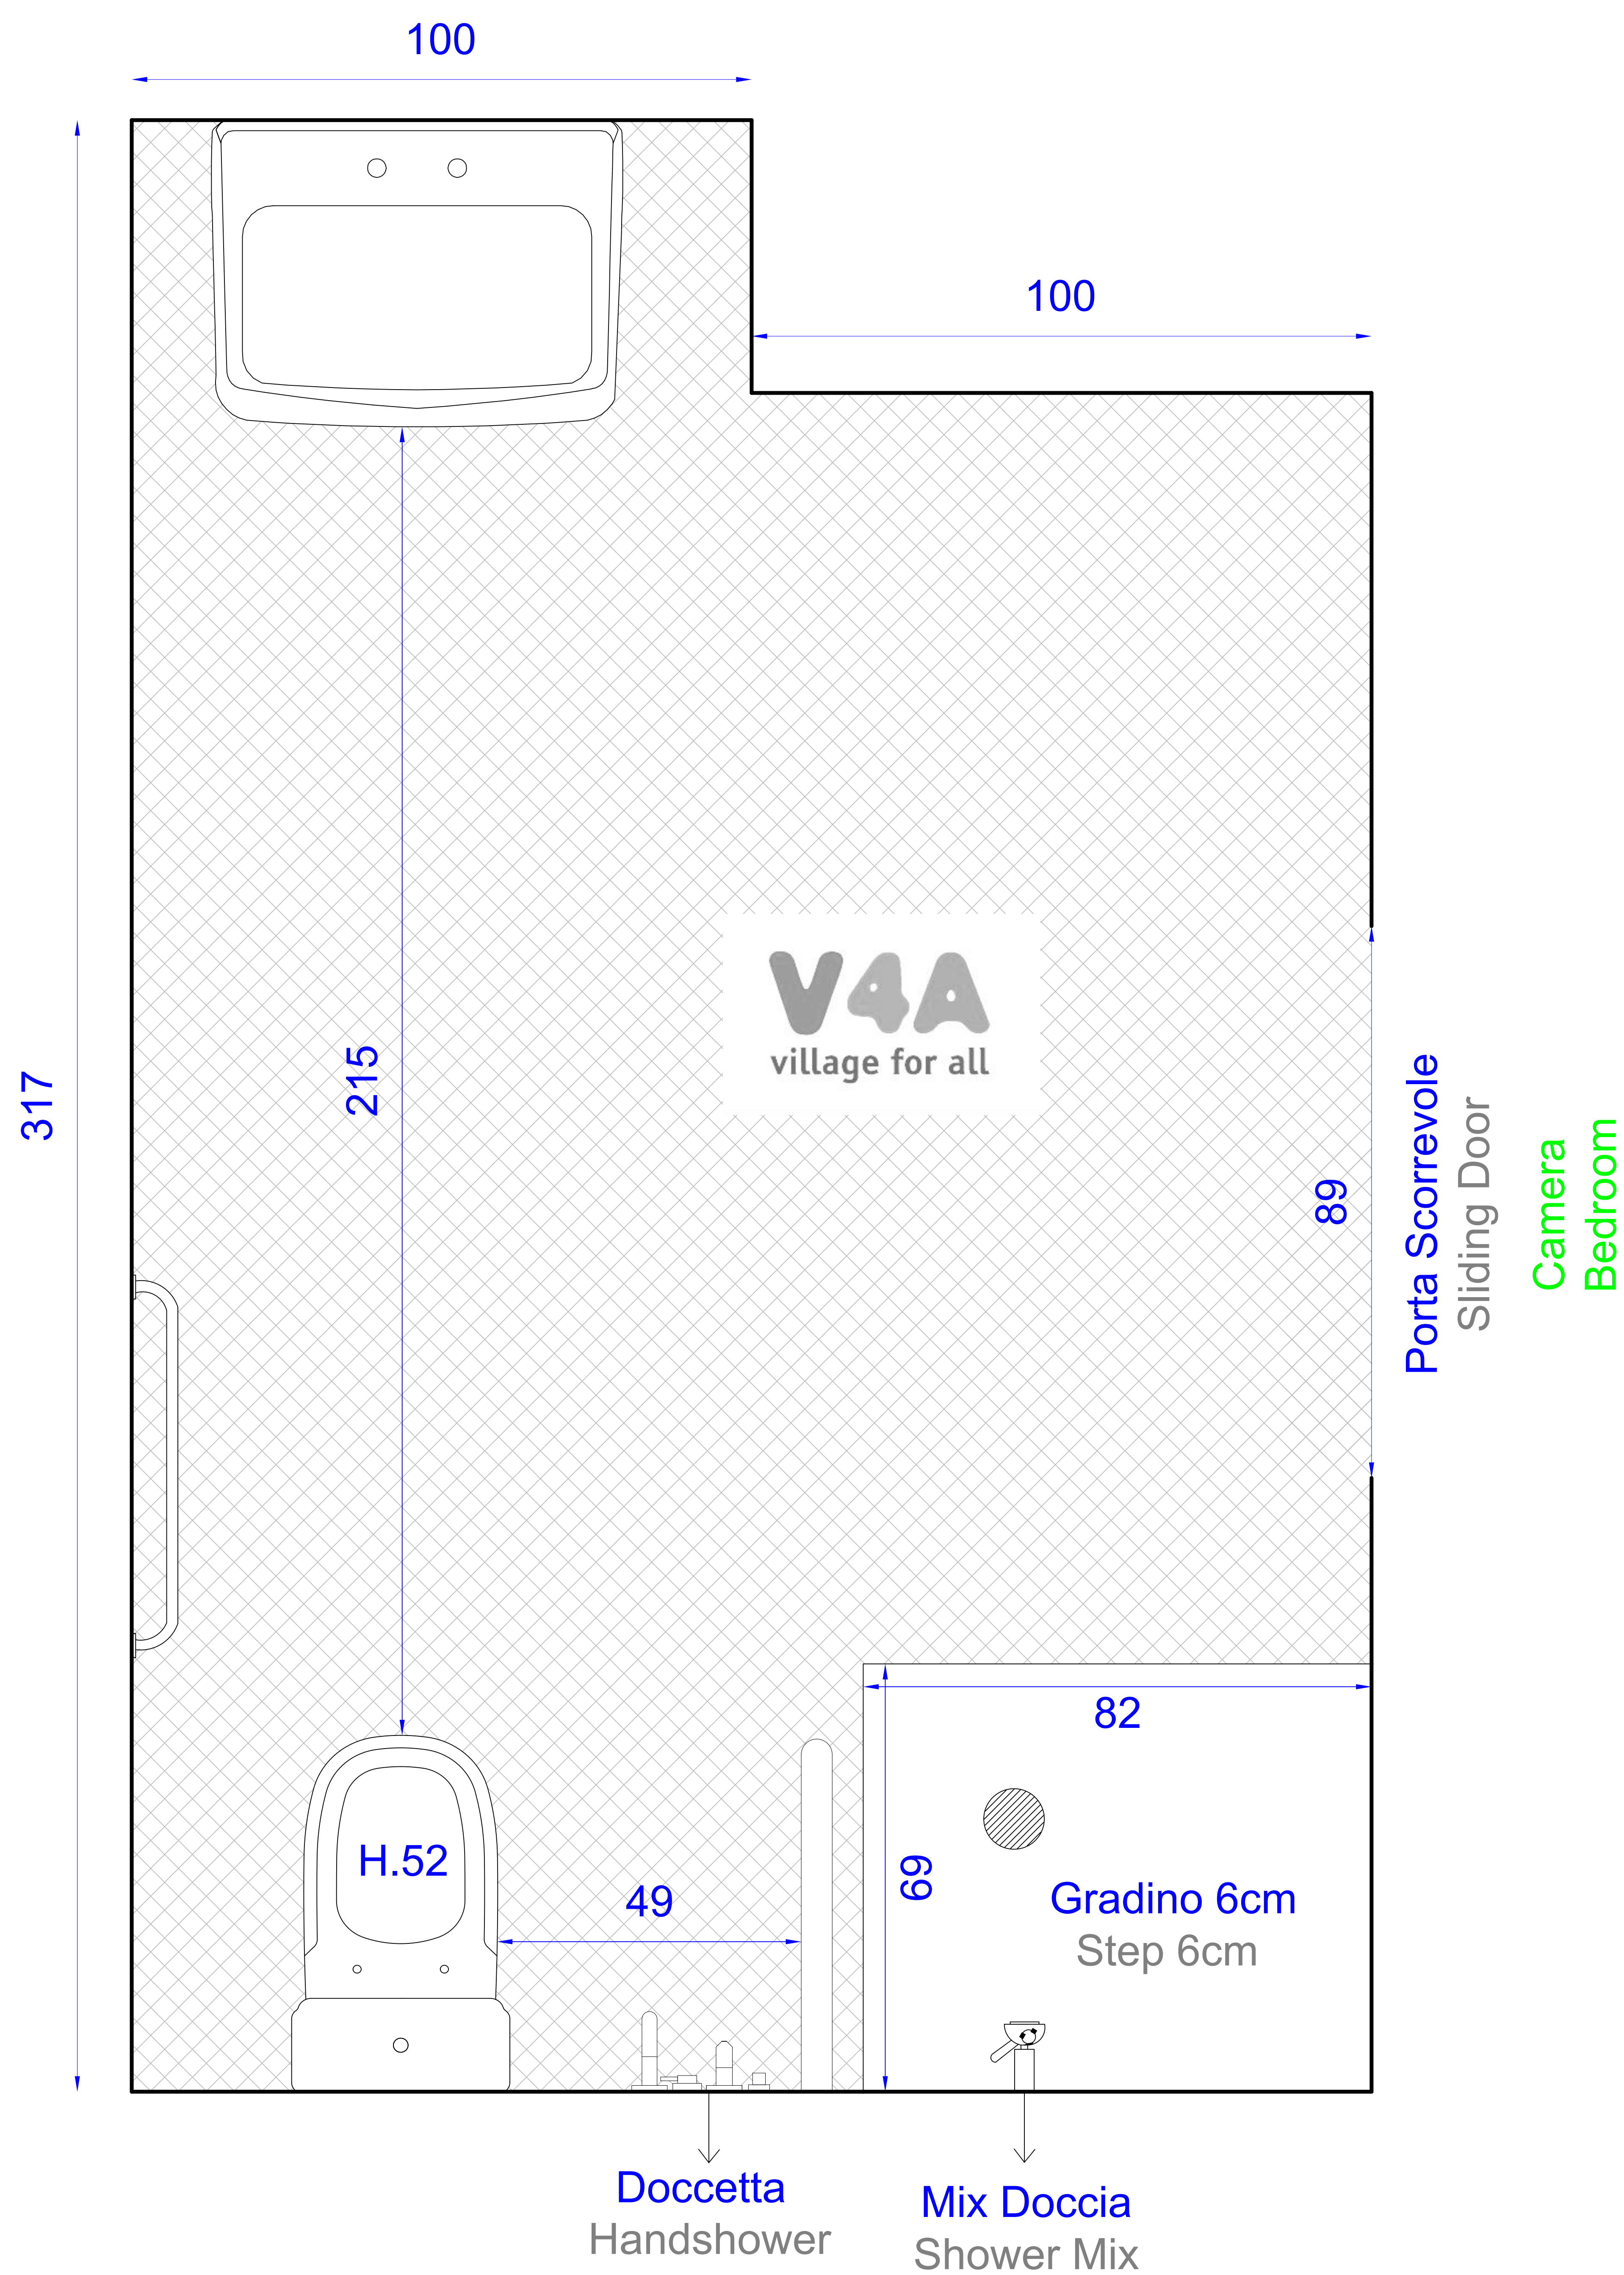 100
100
317
215
V4A
village for all
89
Porta Scorrevole
Sliding Door
Camera
Bedroom
82
H.52
49
69
Gradino 6cm
Step 6cm
Doccetta
Handshower
Mix Doccia
Shower Mix